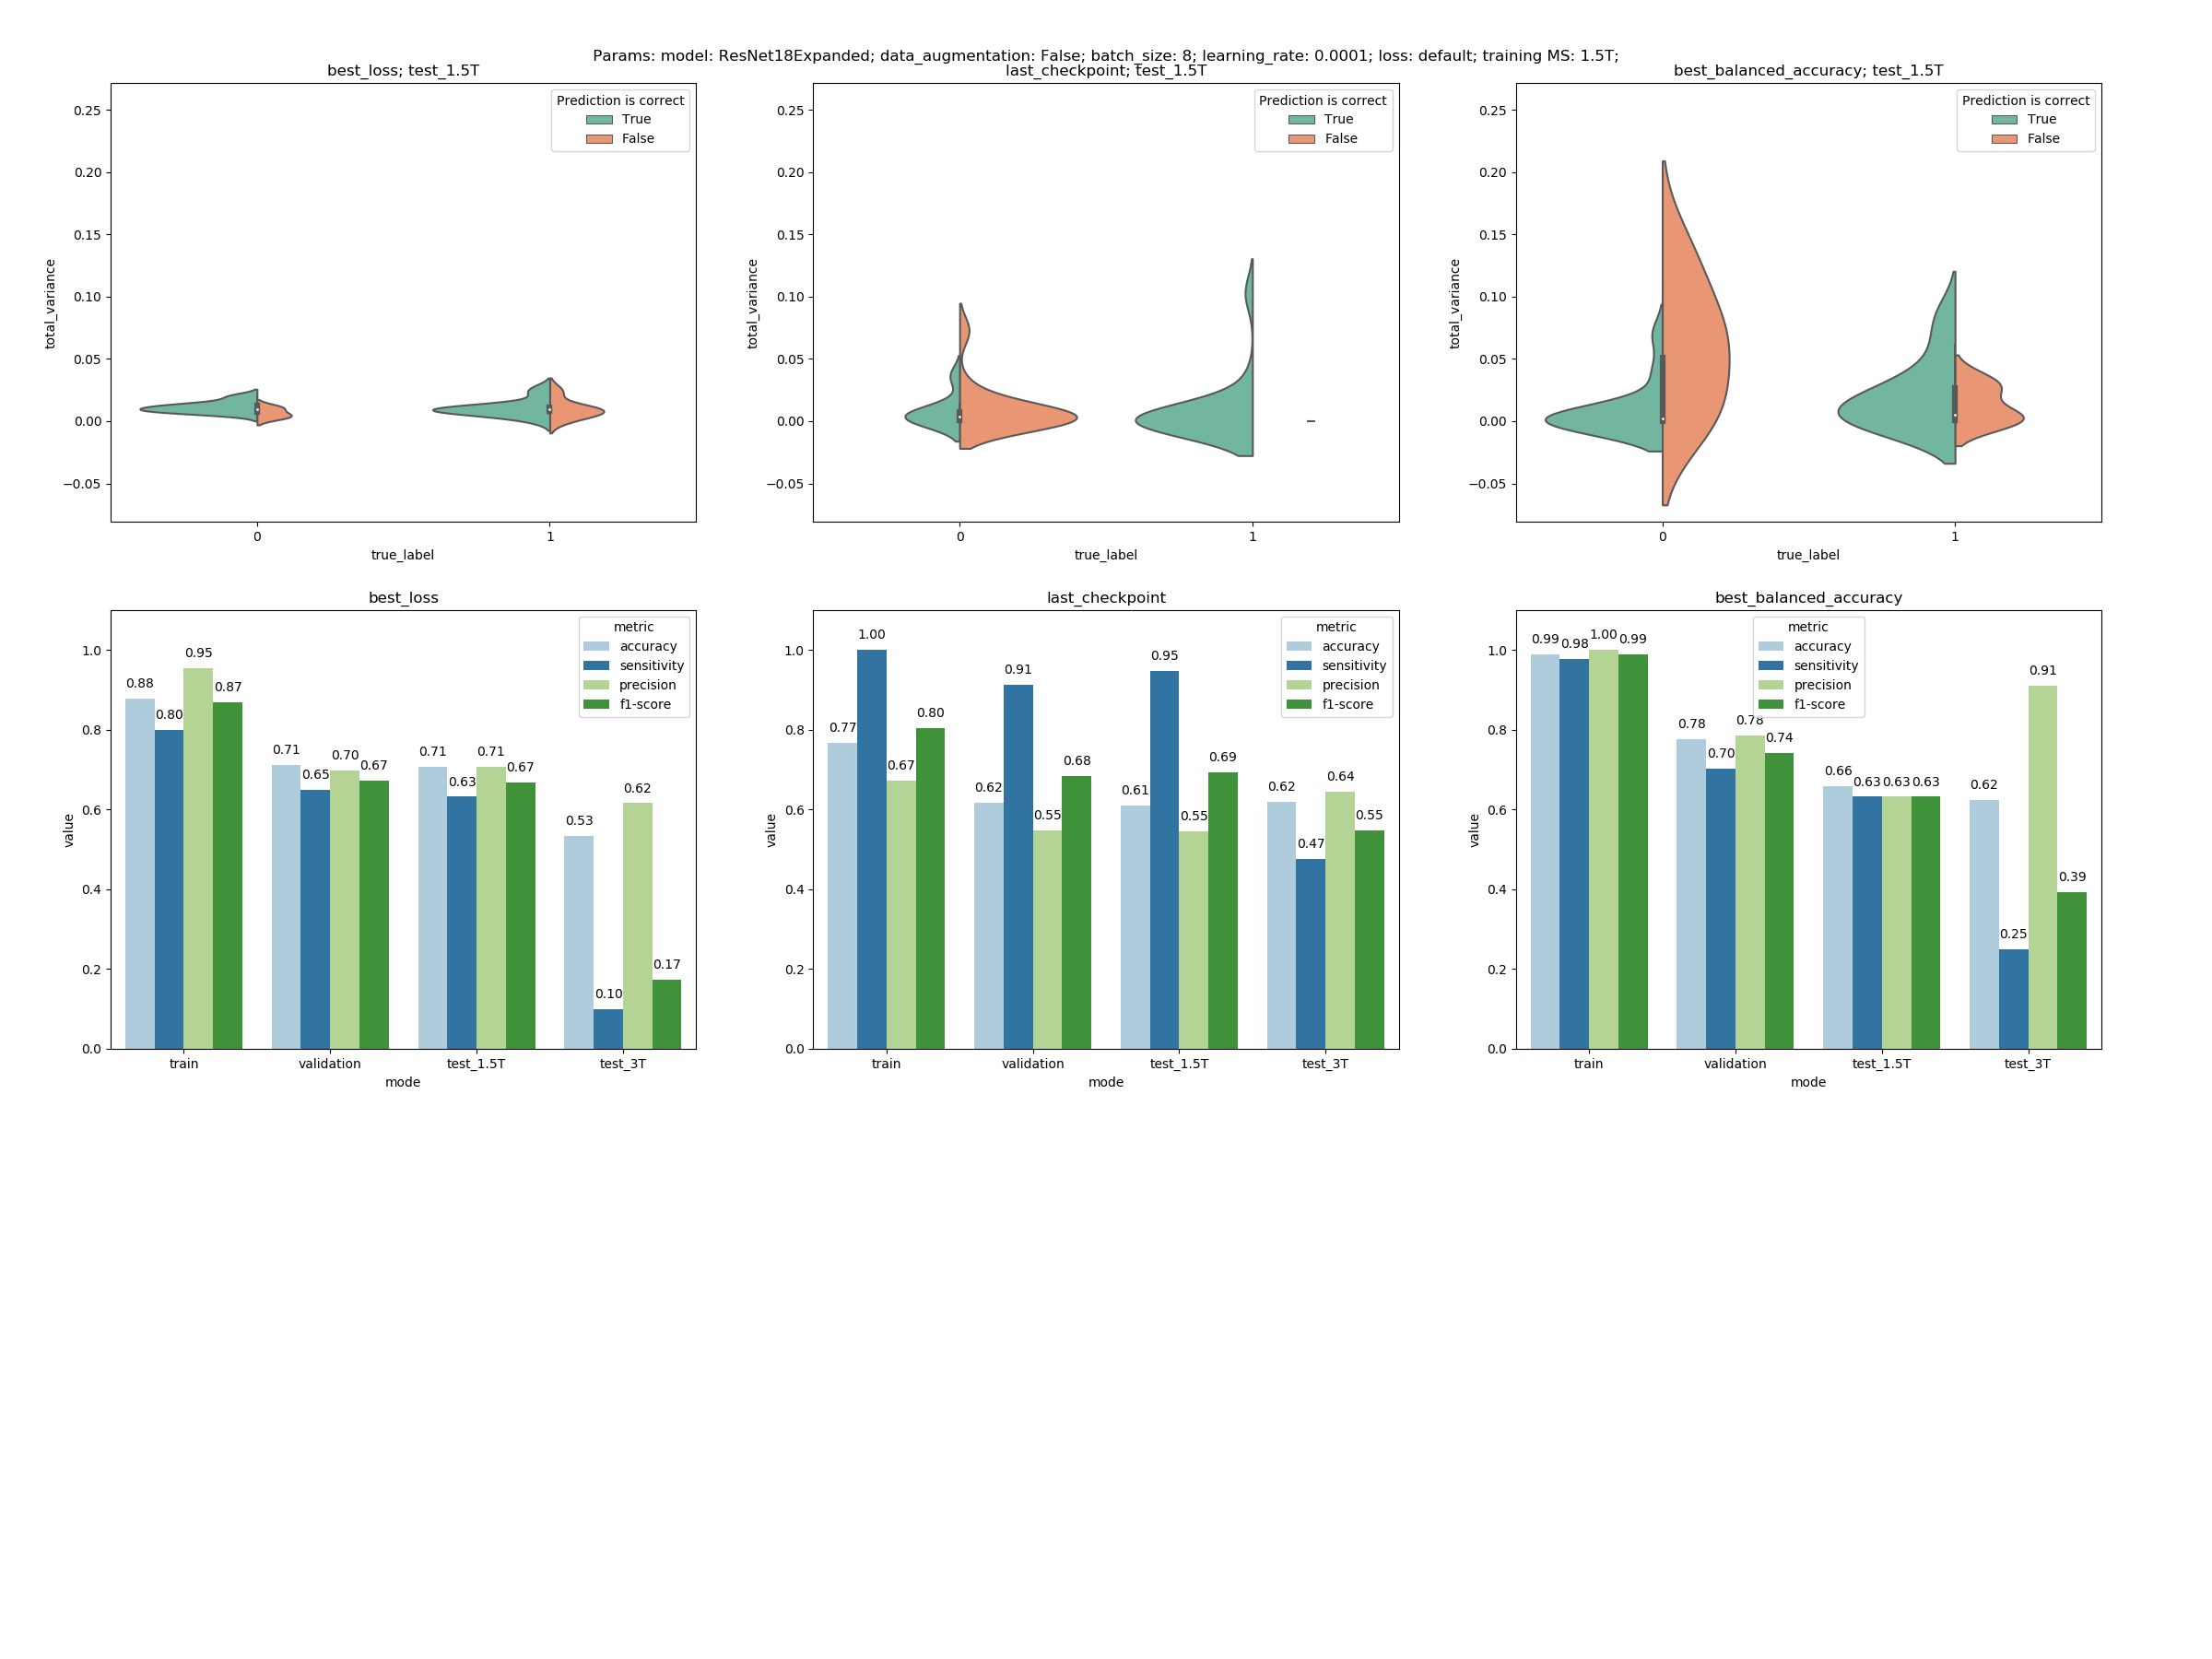 Params: model: ResNet18Expanded; data_augmentation: False; batch_size: 8; learning_rate: 0.0001; loss: default; training MS: 1.5T;
best_loss; test_1.5T
Prediction is correct
True
False
0.25
0.20
0.15
0.10
0.05
0.00
−0.05
total_variance
0
1
true_label
last_checkpoint; test_1.5T
Prediction is correct
True
False
0.25
0.20
0.15
0.10
0.05
0.00
−0.05
total_variance
0
1
true_label
best_balanced_accuracy; test_1.5T
Prediction is correct
True
False
0.25
0.20
0.15
0.10
0.05
0.00
−0.05
total_variance
0
1
true_label
best_loss
metric
accuracy
sensitivity
precision
f1-score
1.0
0.8
0.6
0.4
0.2
0.0
value
0.88
0.80
0.95
0.87
0.71
0.65
0.70
0.67
0.71
0.63
0.71
0.67
0.53
0.10
0.62
0.17
train
validation
test_1.5T
test_3T
mode
last_checkpoint
metric
accuracy
sensitivity
precision
f1-score
1.0
0.8
0.6
0.4
0.2
0.0
value
0.77
1.00
0.67
0.80
0.62
0.91
0.55
0.68
0.61
0.95
0.55
0.69
0.62
0.47
0.64
0.55
train
validation
test_1.5T
test_3T
mode
best_balanced_accuracy
metric
accuracy
sensitivity
precision
f1-score
1.0
0.8
0.6
0.4
0.2
0.0
value
0.99
0.98
1.00
0.99
0.78
0.70
0.78
0.74
0.66
0.63
0.63
0.63
0.62
0.25
0.91
0.39
train
validation
test_1.5T
test_3T
mode